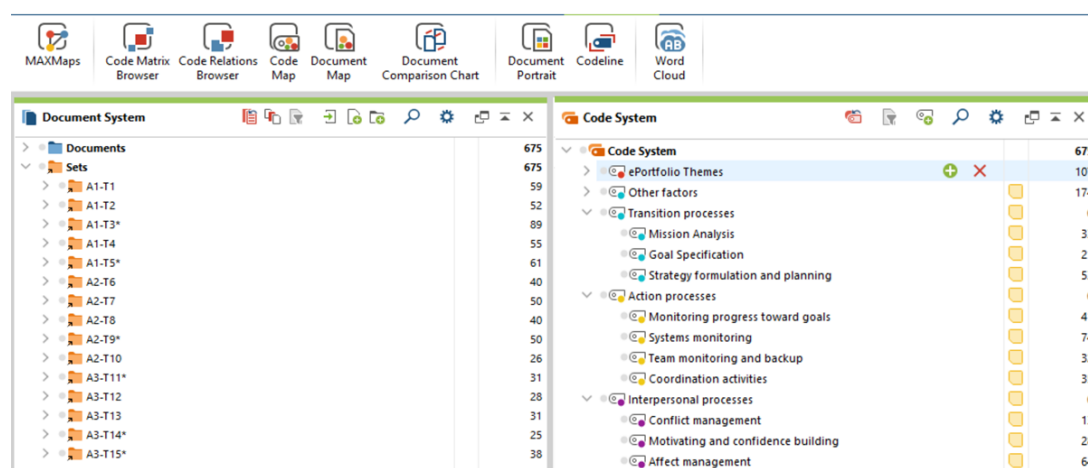 MAXMaps
Code Matrix Browser
Code Relations Browser
Code Map
Document Map
Document Comparison Chart
Document Portrait
Codeline
AB
Word Cloud
Document System
Documents 675
Sets 675
A1-T1 59
A1-T2 52
A1-T3* 89
A1-T4 55
A1-T5* 61
A2-T6 40
A2-T7 50
A2-T8 40
A2-T9* 50
A2-T10 26
A3-T11* 31
A3-T12 28
A3-T13 31
A3-T14* 25
A3-T15* 38
Code System
Code System
ePortfolio Themes
Other factors
Transition processes
Mission Analysis
Goal Specification
Strategy formulation and planning
Action processes
Monitoring progress toward goals
Systems monitoring
Team monitoring and backup
Coordination activities
Interpersonal processes
Conflict management
Motivating and confidence building
Affect management